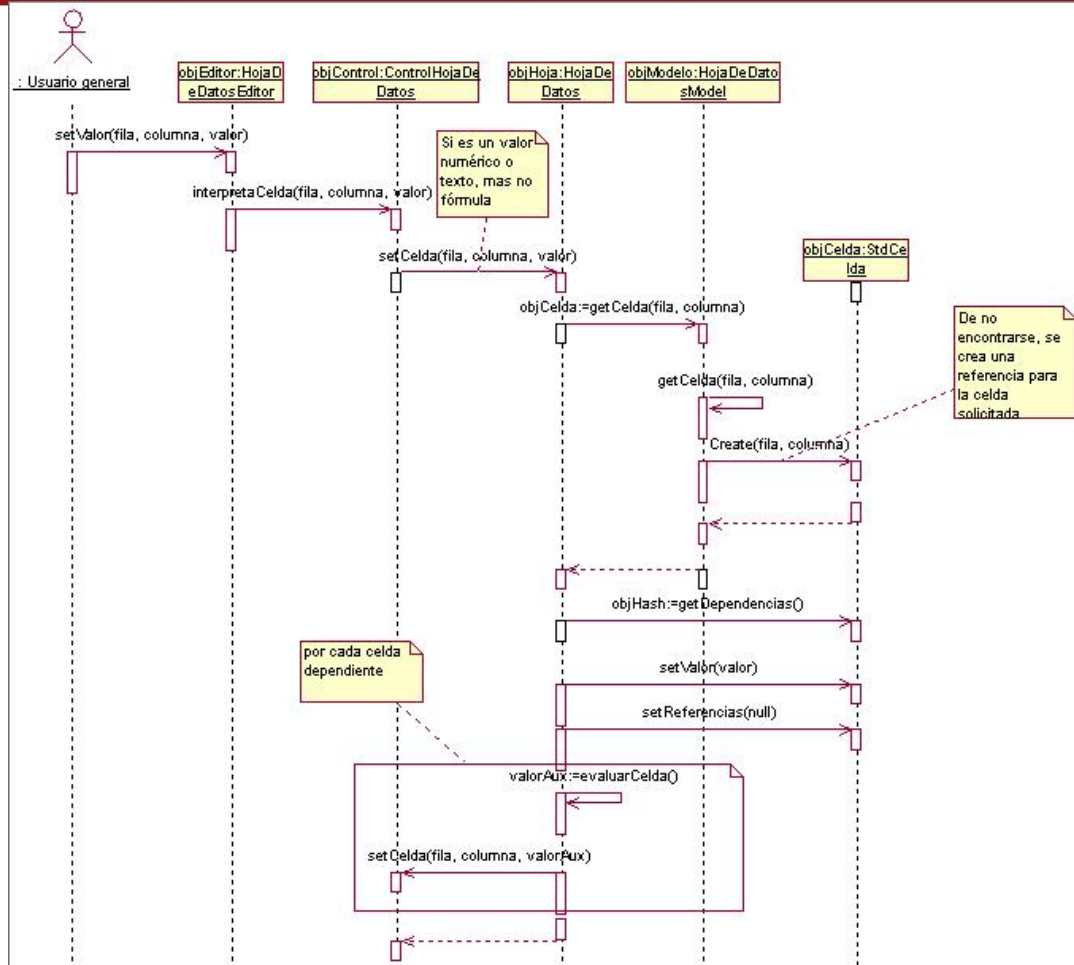 : Usuario general
objEditor:HojaD
eDatosEditor
objControl:ControlHojaDe
Datos
objHoja:HojaDe
Datos
objModelo:HojaDeDato
sModel
setValor(fila, columna, valor)
Si es un valor
numérico o
texto, mas no
fórmula
interpretaCelda(fila, columna, valor)
setCelda(fila, columna, valor)
objCelda:StdCe
lda
objCelda:=getCelda(fila, columna)
De no
encontrarse, se
crea una
referencia para
la celda
solicitada
getCelda(fila, columna)
Create(fila, columna)
objHash:=getDependencias()
por cada celda
dependiente
setValor(valor)
setReferencias(null)
valorAux:=evaluarCelda()
setCelda(fila, columna, valorAux)